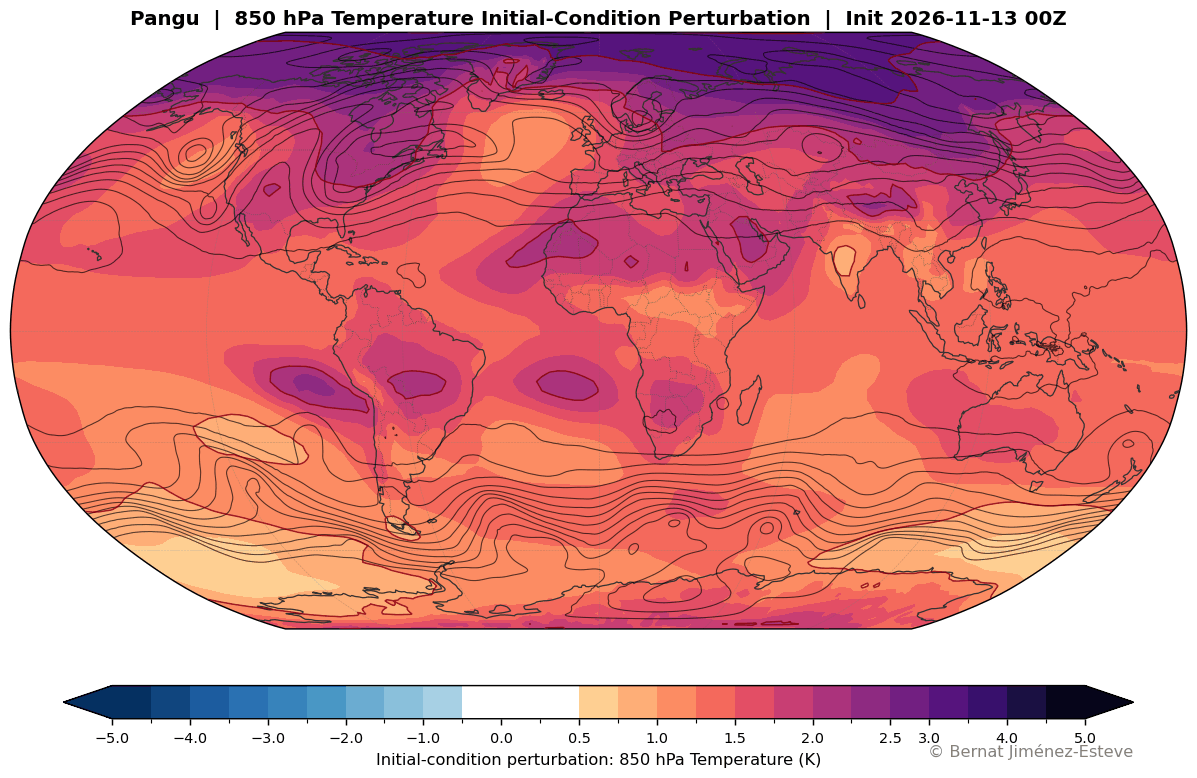 Pangu | 850 hPa Temperature Initial-Condition Perturbation | Init 2026-11-13 00Z
−5.0 −4.0 −3.0 −2.0 −1.0 0.0 0.5 1.0 1.5 2.0 2.5 3.0 4.0 5.0
© Bernat Jiménez-Esteve
Initial-condition perturbation: 850 hPa Temperature (K)